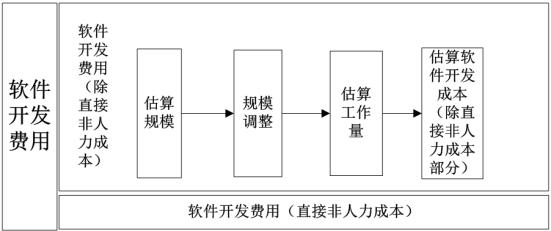 软件
开发
费用
软件
开发
费用
（除
直接
非人
力成
本）
估算
规模
规模
调整
估算
工作
量
估算软
件开发
成本
（除直
接非人
力成本
部分）
软件开发费用（直接非人力成本）